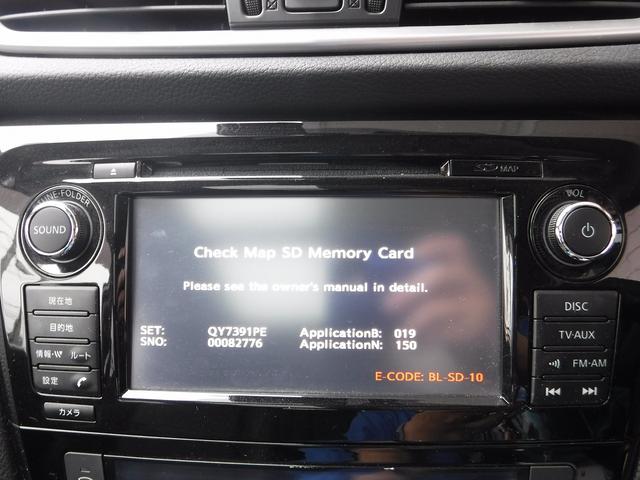 SD MAP
TUNE·FOLDER
VOL
SOUND
Check Map SD Memory Card
Please see the owner's manual in detail.
SET: QY7391PE ApplicationB: 019
SNO: 00082776 ApplicationN: 150
E-CODE: BL-SD-10
現在地
目的地
情報・VV ルート
設定
カメラ
DISC
TV·AUX
FM·AM